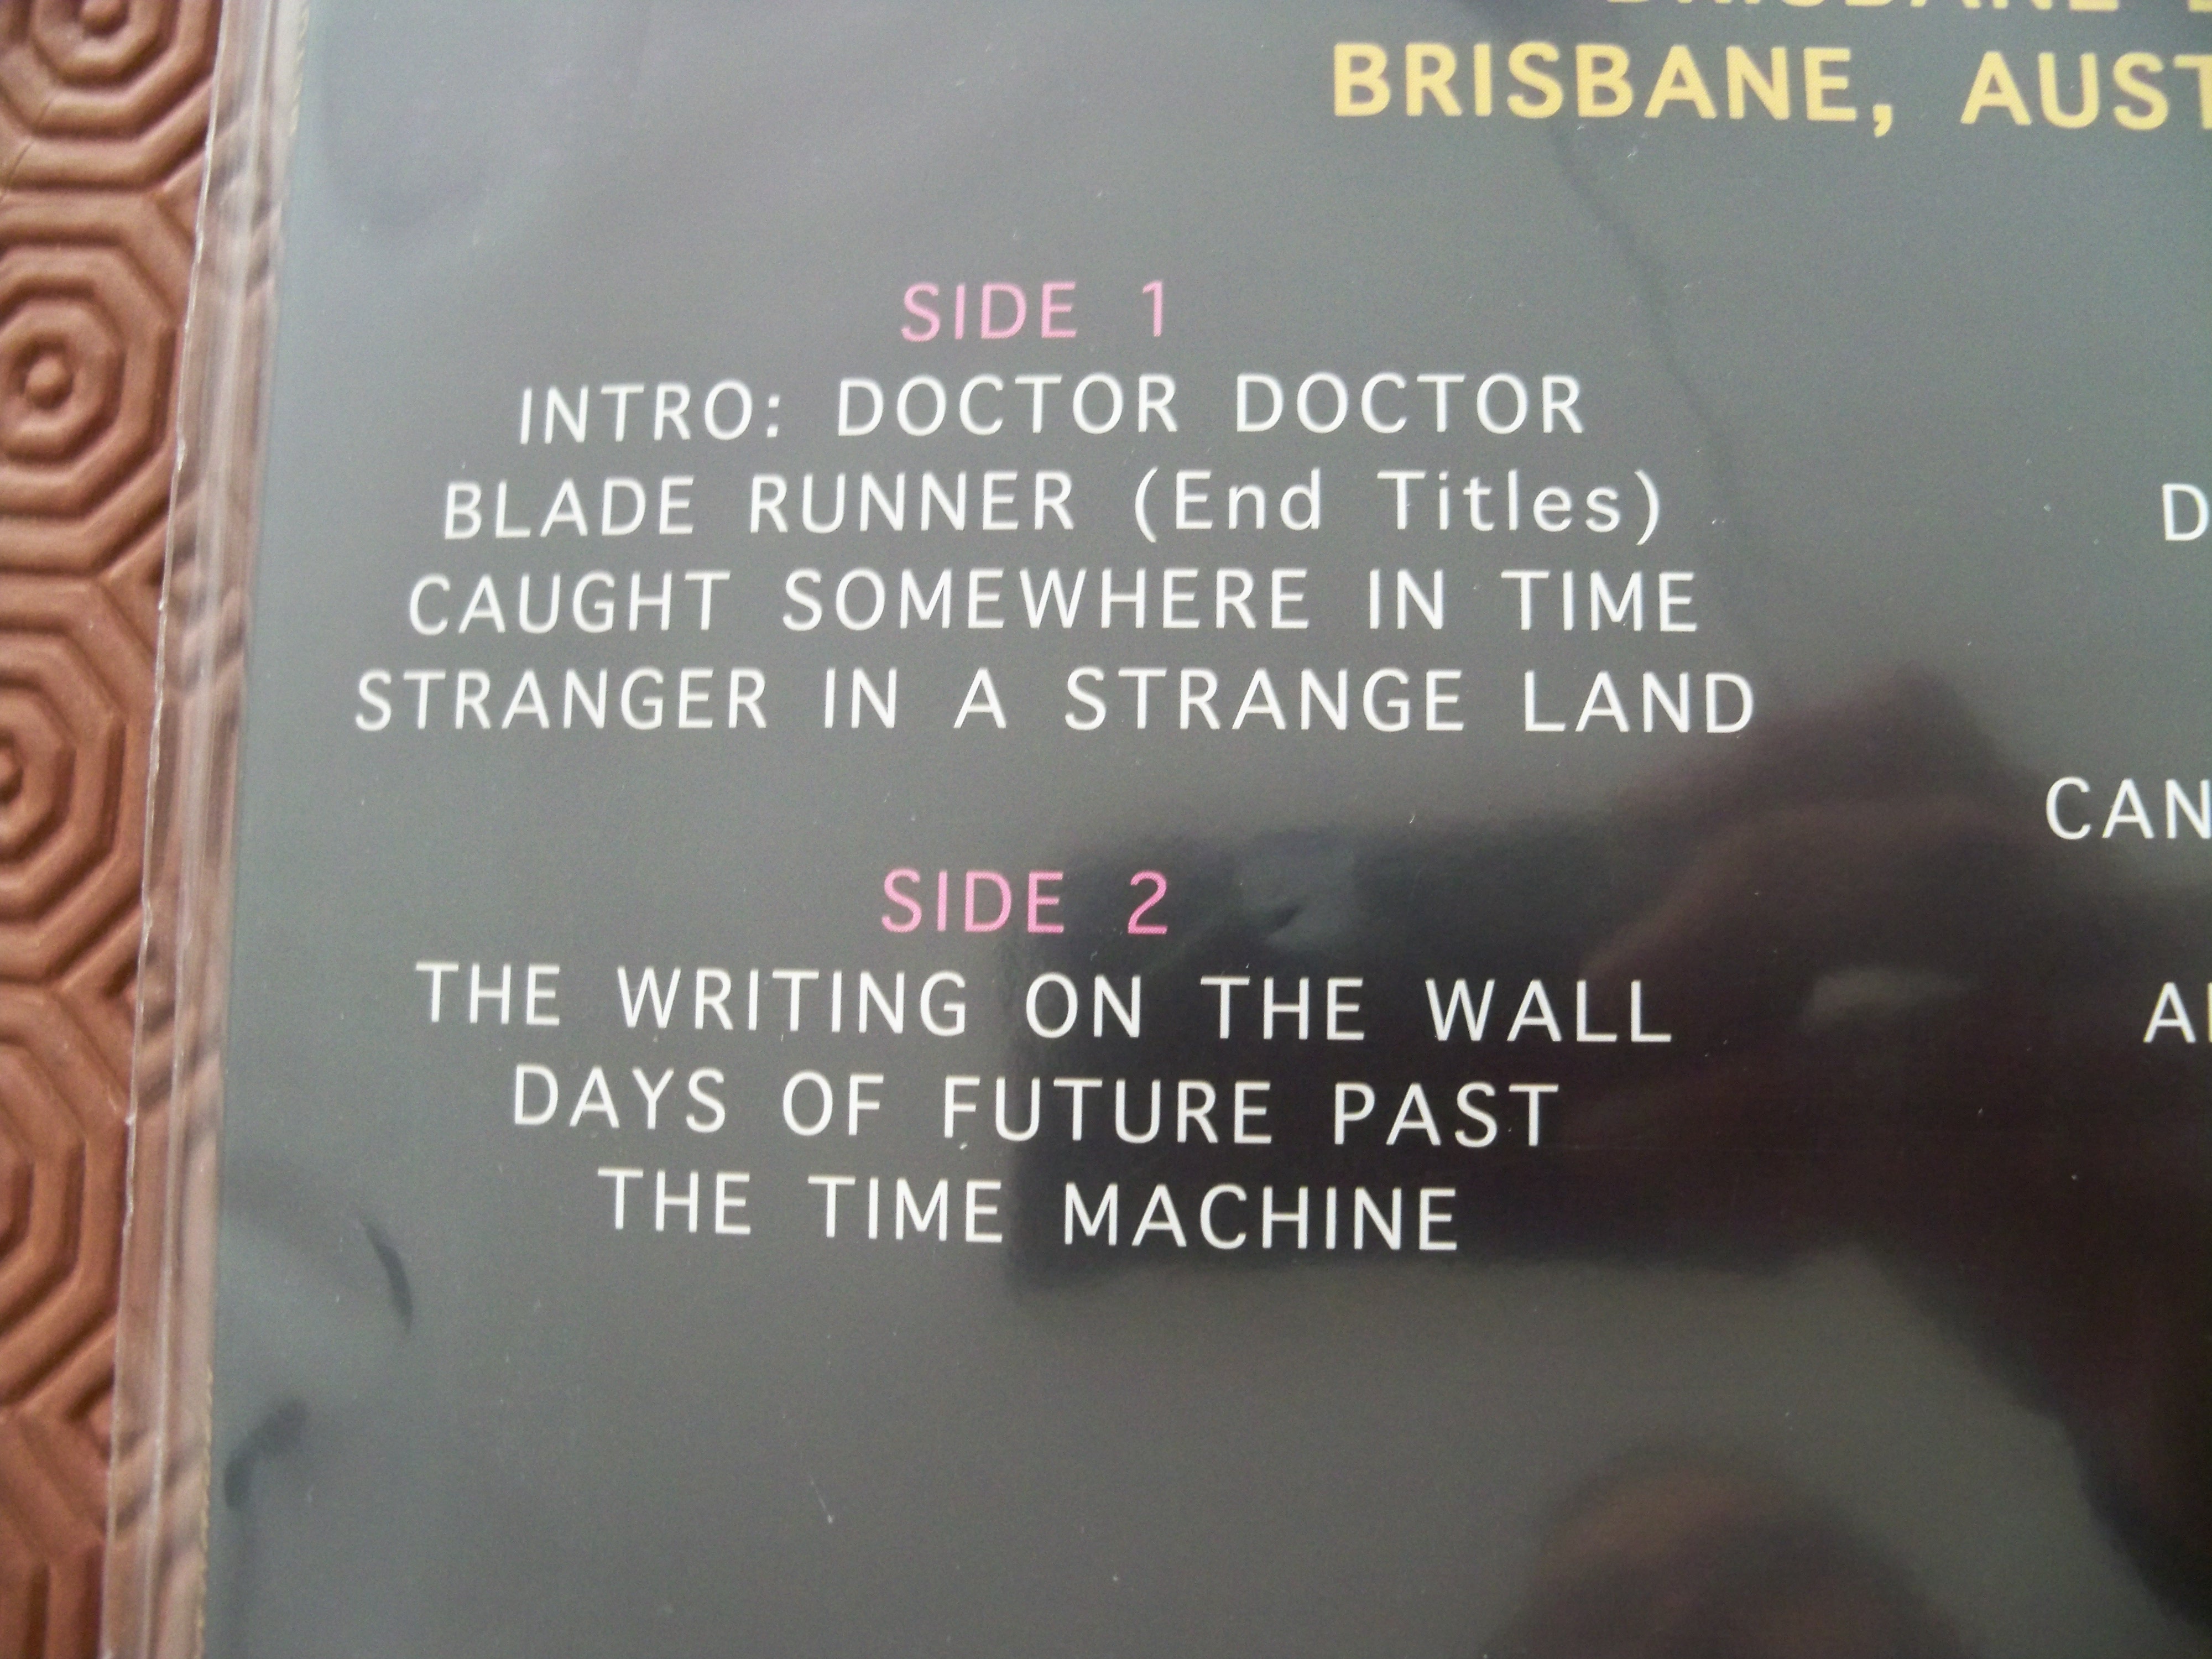 BRISBANE
BRISBANE,
SIDE 1
INTRO: DOCTOR DOCTOR
BLADE RUNNER (End Titles)
CAUGHT SOMEWHERE IN TIME
STRANGER IN A STRANGE LAND
SIDE 2
THE WRITING ON THE WALL
DAYS OF FUTURE PAST
THE TIME MACHINE